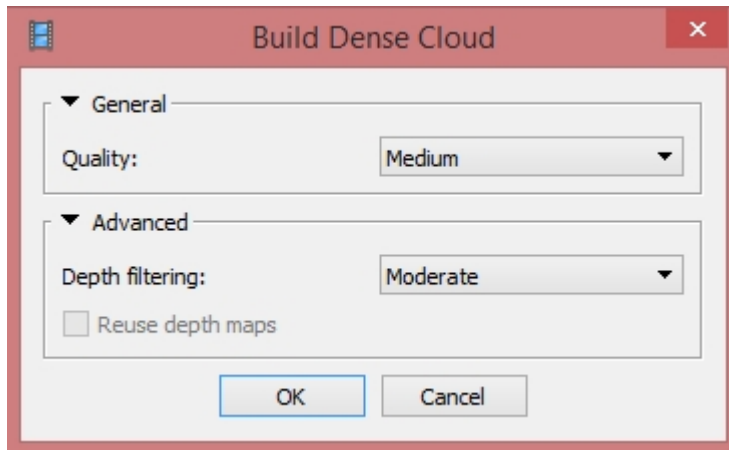 Build Dense Cloud
General
Quality: Medium
Advanced
Depth filtering: Moderate
Reuse depth maps
OK Cancel